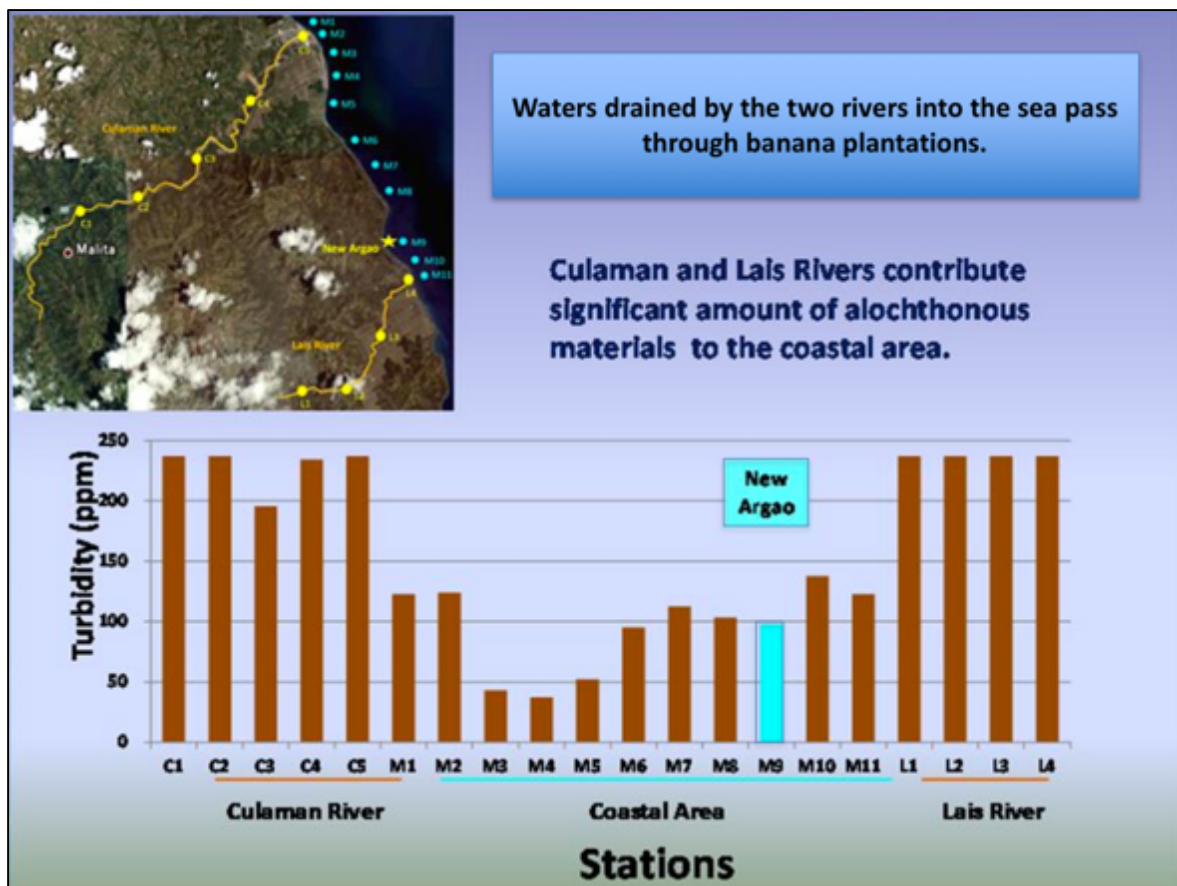 M1
M2
C5
M3
C4
M4
M5
Culaman River
M6
C3
M7
M8
C2
C1
Malita
New Argao
M9
M10
M11
L4
Lais River
L3
L1
Waters drained by the two rivers into the sea pass
through banana plantations.
Culaman and Lais Rivers contribute
significant amount of alochthonous
materials to the coastal area.
Turbidity (ppm)
250
200
150
100
50
0
New
Argao
C1 C2 C3 C4 C5 M1 M2 M3 M4 M5 M6 M7 M8 M9 M10 M11 L1 L2 L3 L4
Culaman River Coastal Area Lais River
Stations